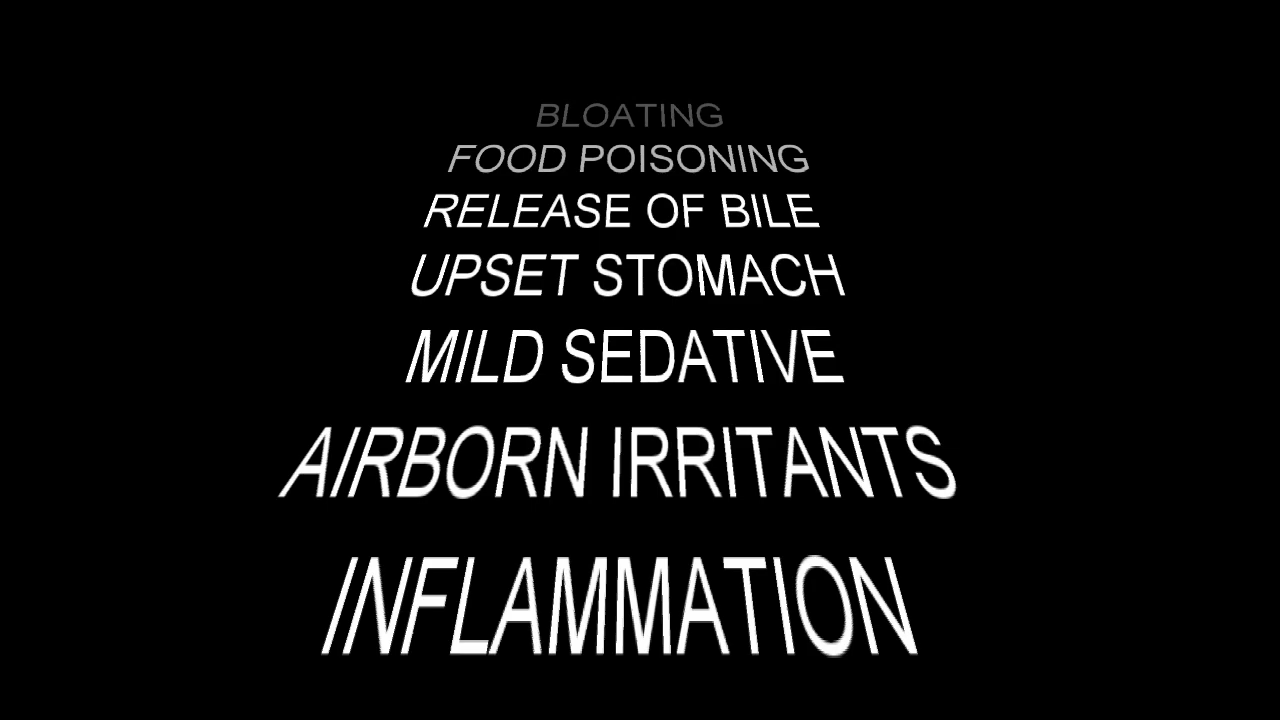 BLOATING
FOOD POISONING
RELEASE OF BILE
UPSET STOMACH
MILD SEDATIVE
AIRBORN IRRITANTS
INFLAMMATION